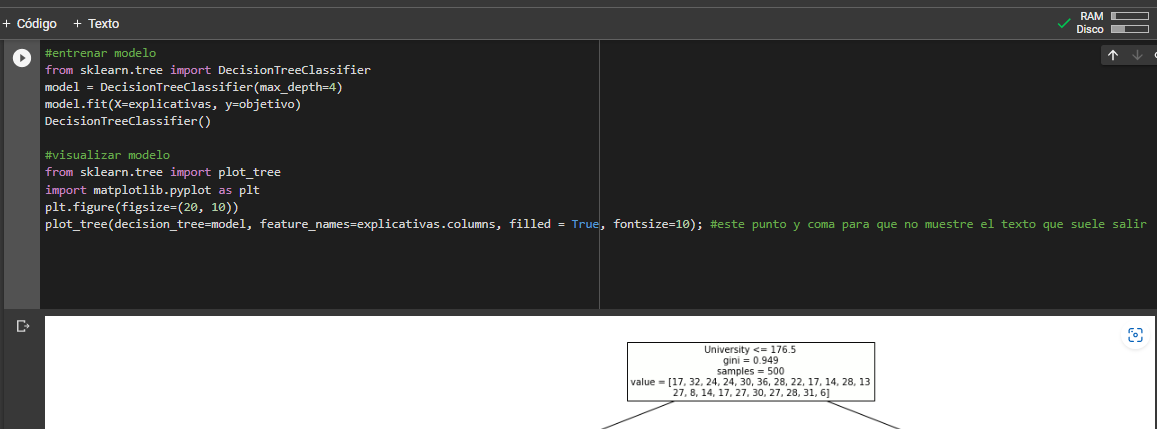 + Código + Texto
RAM
Disco
#entrenar modelo
from sklearn.tree import DecisionTreeClassifier
model = DecisionTreeClassifier(max_depth=4)
model.fit(X=explicativas, y=objetivo)
DecisionTreeClassifier()
#visualizar modelo
from sklearn.tree import plot_tree
import matplotlib.pyplot as plt
plt.figure(figsize=(20, 10))
plot_tree(decision_tree=model, feature_names=explicativas.columns, filled = True, fontsize=10); #este punto y coma para que no muestre el texto que suele salir
University <= 176.5
gini = 0.949
samples = 500
value = [17, 32, 24, 24, 30, 36, 28, 22, 17, 14, 28, 13
27, 8, 14, 17, 27, 30, 27, 28, 31, 6]